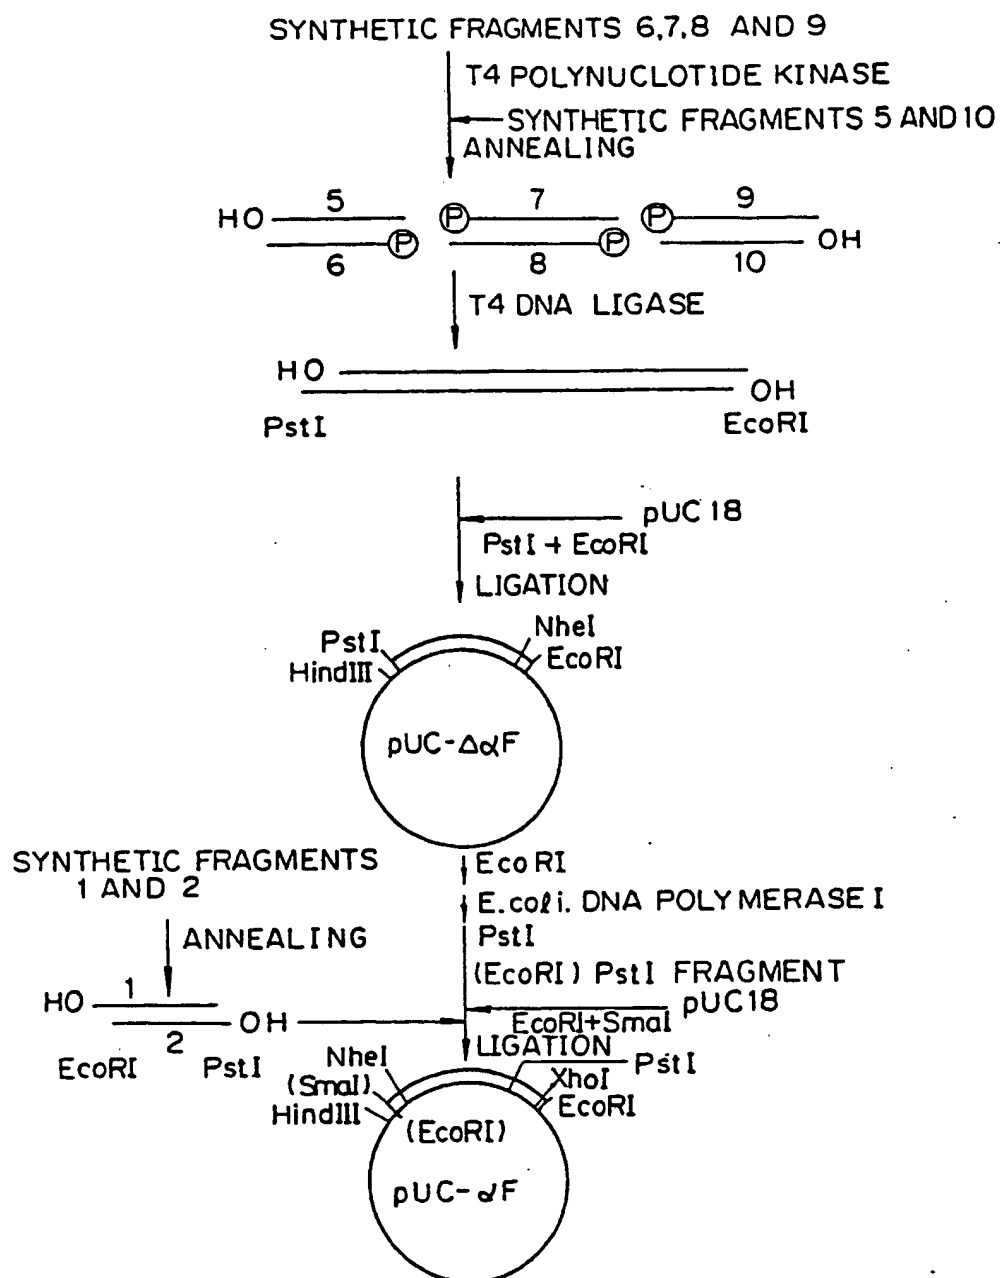 SYNTHETIC FRAGMENTS 6,7,8 AND 9
T4 POLYNUCLOTIDE KINASE
SYNTHETIC FRAGMENTS 5 AND 10
ANNEALING
HO 5 P 7 P 9
6 P 8 P 10 OH
T4 DNA LIGASE
HO
OH
PstI EcoRI
pUC 18
PstI + EcoRI
LIGATION
PstI NheI
HindIII EcoRI
pUC-ΔαF
SYNTHETIC FRAGMENTS
1 AND 2
EcoRI
E.coli. DNA POLYMERASE I
ANNEALING
PstI
(EcoRI) PstI FRAGMENT
HO 1
pUC18
2 OH
EcoRI+SmaI
EcoRI PstI
LIGATION
NheI PstI
(SmaI) XhoI
HindIII EcoRI
(EcoRI)
pUC-αF